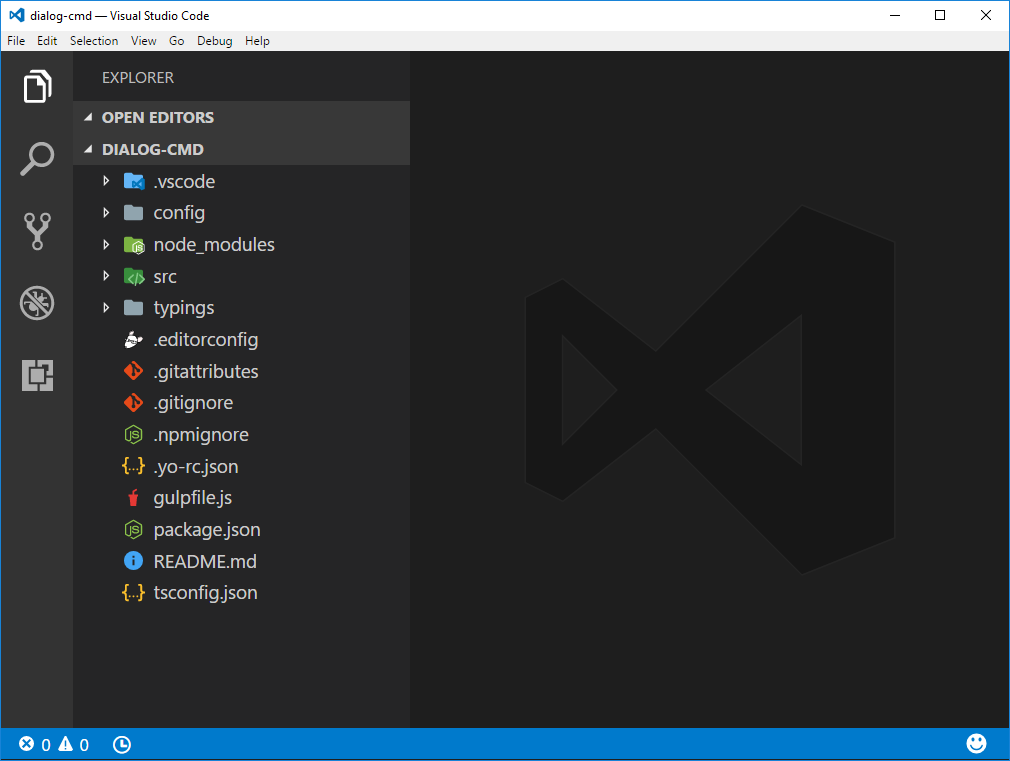 dialog-cmd — Visual Studio Code
File Edit Selection View Go Debug Help
EXPLORER
OPEN EDITORS
DIALOG-CMD
.vscode
config
node_modules
src
typings
.editorconfig
.gitattributes
.gitignore
.npmignore
.yo-rc.json
gulpfile.js
package.json
README.md
tsconfig.json
0 0